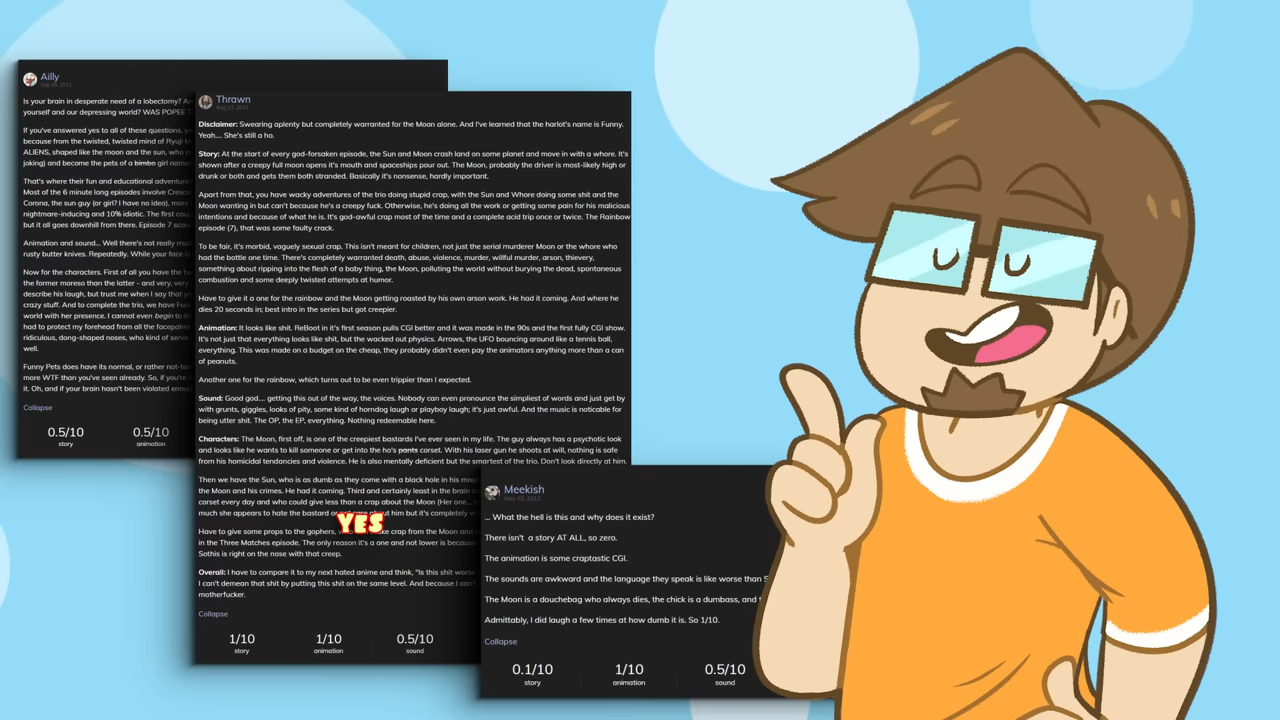 Ailly
Is your brain in desperate need of a lobectomy?
yourself and our depressing world? WAS POPEE
If you've answered yes to all of these questions,
because from the twisted, twisted mind of Ryuji
ALIENS, shaped like the moon and the sun, who
joking) and become the pets of a bimbo girl
That's where their fun and educational
Most of the 6 minute long episodes involve
Corona, the sun guy (or girl? I have no idea),
nightmare-inducing and 10% idiotic. The first
but it all goes downhill from there. Episode 7
Animation and sound... Well there's not really
rusty butter knives. Repeatedly. While your face
Now for the characters. First of all you have the
the former moreso than the latter - and very,
describe his laugh, but trust me when I say that
crazy stuff. And to complete the trio, we have
world with her presence. I cannot even begin to
had to protect my forehead from all the
ridiculous, dong-shaped noses, who kind of
well.
Funny Pets does have its normal, or rather
more WTF than you've seen already. So, if
it. Oh, and if your brain hasn't been violated
Collapse
0.5/10 0.5/10
story animation
Thrawn
Disclaimer: Swearing aplenty but completely warranted for the Moon alone. And I've learned that the harlot's name is Funny.
Yeah.... She's still a ho.
Story: At the start of every god-forsaken episode, the Sun and Moon crash land on some planet and move in with a whore. It's
shown after a creepy full moon opens it's mouth and spaceships pour out. The Moon, probably the driver is most-likely high or
drunk or both and gets them both stranded. Basically it's nonsense, hardly important.
Apart from that, you have wacky adventures of the trio doing stupid crap, with the Sun and Whore doing some shit and the
Moon wanting in but can't because he's a creepy fuck. Otherwise, he's doing all the work or getting some pain for his malicious
intentions and because of what he is. It's god-awful crap most of the time and a complete acid trip once or twice. The Rainbow
episode (7), that was some faulty crack.
To be fair, it's morbid, vaguely sexual crap. This isn't meant for children, not just the serial murderer Moon or the whore who
had the bottle one time. There's completely warranted death, abuse, violence, murder, willful murder, arson, thievery,
something about ripping into the flesh of a baby thing, the Moon, polluting the world without burying the dead, spontaneous
combustion and some deeply twisted attempts at humor.
Have to give it a one for the rainbow and the Moon getting roasted by his own arson work. He had it coming. And where he
dies 20 seconds in; best intro in the series but got creepier.
Animation: It looks like shit. ReBoot in it's first season pulls CGI better and it was made in the 90s and the first fully CGI show.
It's not just that everything looks like shit, but the wacked out physics. Arrows, the UFO bouncing around like a tennis ball,
everything. This was made on a budget on the cheap, they probably didn't even pay the animators anything more than a can
of peanuts.
Another one for the rainbow, which turns out to be even trippier than I expected.
Sound: Good god.... getting this out of the way, the voices. Nobody can even pronounce the simpliest of words and just get by
with grunts, giggles, looks of pity, some kind of horndog laugh or playboy laugh; it's just awful. And the music is noticable for
being utter shit. The OP, the EP, everything. Nothing redeemable here.
Characters: The Moon, first off, is one of the creepiest bastards I've ever seen in my life. The guy always has a psychotic look
and looks like he wants to kill someone or get into the ho's pants corset. With his laser gun he shoots at will, nothing is safe
from his homicidal tendancies and violence. He is also mentally deficient but the smartest of the trio. Don't look directly at him.
Then we have the Sun, who is as dumb as they come with a black hole in his
the Moon and his crimes. He had it coming. Third and certainly least in the brain
corset every day and who could give less than a crap about the Moon (Her one...
much she appears to hate the bastard or not care about him but it's completely
YES
Have to give some props to the gophers, crap from the Moon and
in the Three Matches episode. The only reason it's a one and not lower is because
Sothis is right on the nose with that creep.
Overall: I have to compare it to my next hated anime and think, "Is this shit worse
I can't demean that shit by putting this shit on the same level. And because I can't
motherfucker.
Collapse
1/10 1/10 0.5/10
story animation sound
Meekish
... What the hell is this and why does it exist?
There isn't a story AT ALL, so zero.
The animation is some craptastic CGI.
The sounds are awkward and the language they speak is like worse than
The Moon is a douchebag who always dies, the chick is a dumbass, and
Admittably, I did laugh a few times at how dumb it is. So 1/10.
Collapse
0.1/10 1/10 0.5/10
story animation sound